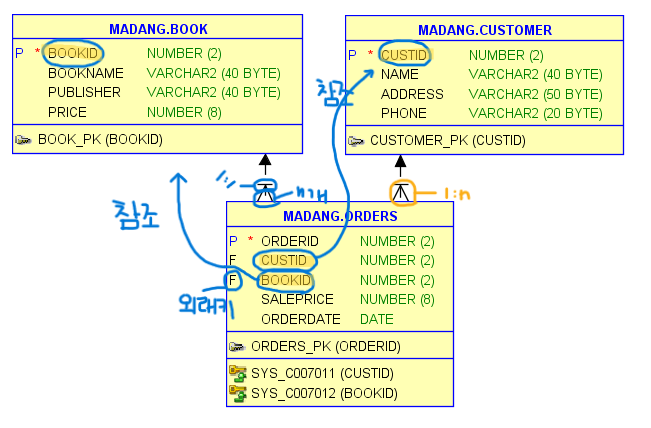 MADANG.BOOK
P * BOOKID NUMBER (2)
BOOKNAME VARCHAR2 (40 BYTE)
PUBLISHER VARCHAR2 (40 BYTE)
PRICE NUMBER (8)
BOOK_PK (BOOKID)
MADANG.CUSTOMER
P * CUSTID NUMBER (2)
NAME VARCHAR2 (40 BYTE)
ADDRESS VARCHAR2 (50 BYTE)
PHONE VARCHAR2 (20 BYTE)
CUSTOMER_PK (CUSTID)
참조
참조
n개
1:n
MADANG.ORDERS
P * ORDERID NUMBER (2)
F CUSTID NUMBER (2)
F BOOKID NUMBER (2)
SALEPRICE NUMBER (8)
ORDERDATE DATE
외래키
ORDERS_PK (ORDERID)
SYS_C007011 (CUSTID)
SYS_C007012 (BOOKID)